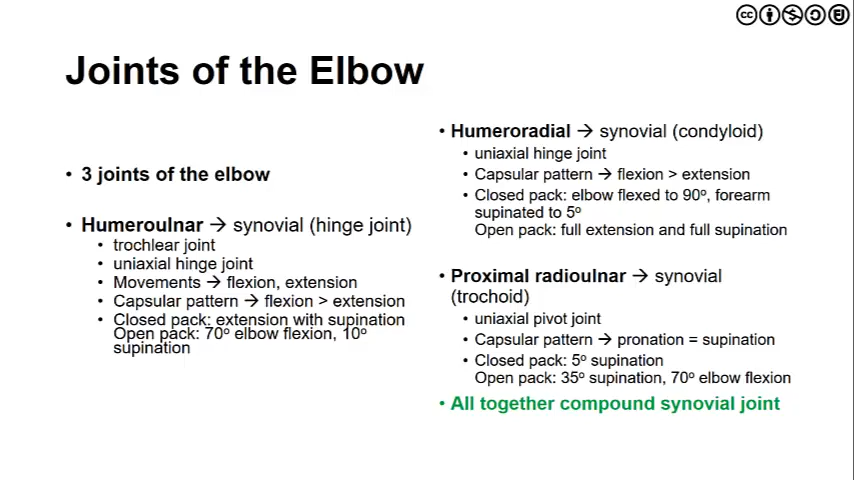 Joints of the Elbow
• 3 joints of the elbow
• Humeroulnar → synovial (hinge joint)
• trochlear joint
• uniaxial hinge joint
• Movements → flexion, extension
• Capsular pattern → flexion > extension
• Closed pack: extension with supination
Open pack: 70º elbow flexion, 10º
supination
• Humeroradial → synovial (condyloid)
• uniaxial hinge joint
• Capsular pattern → flexion > extension
• Closed pack: elbow flexed to 90º, forearm
supinated to 5º
Open pack: full extension and full supination
• Proximal radioulnar → synovial
(trochoid)
• uniaxial pivot joint
• Capsular pattern → pronation = supination
• Closed pack: 5º supination
Open pack: 35º supination, 70º elbow flexion
• All together compound synovial joint